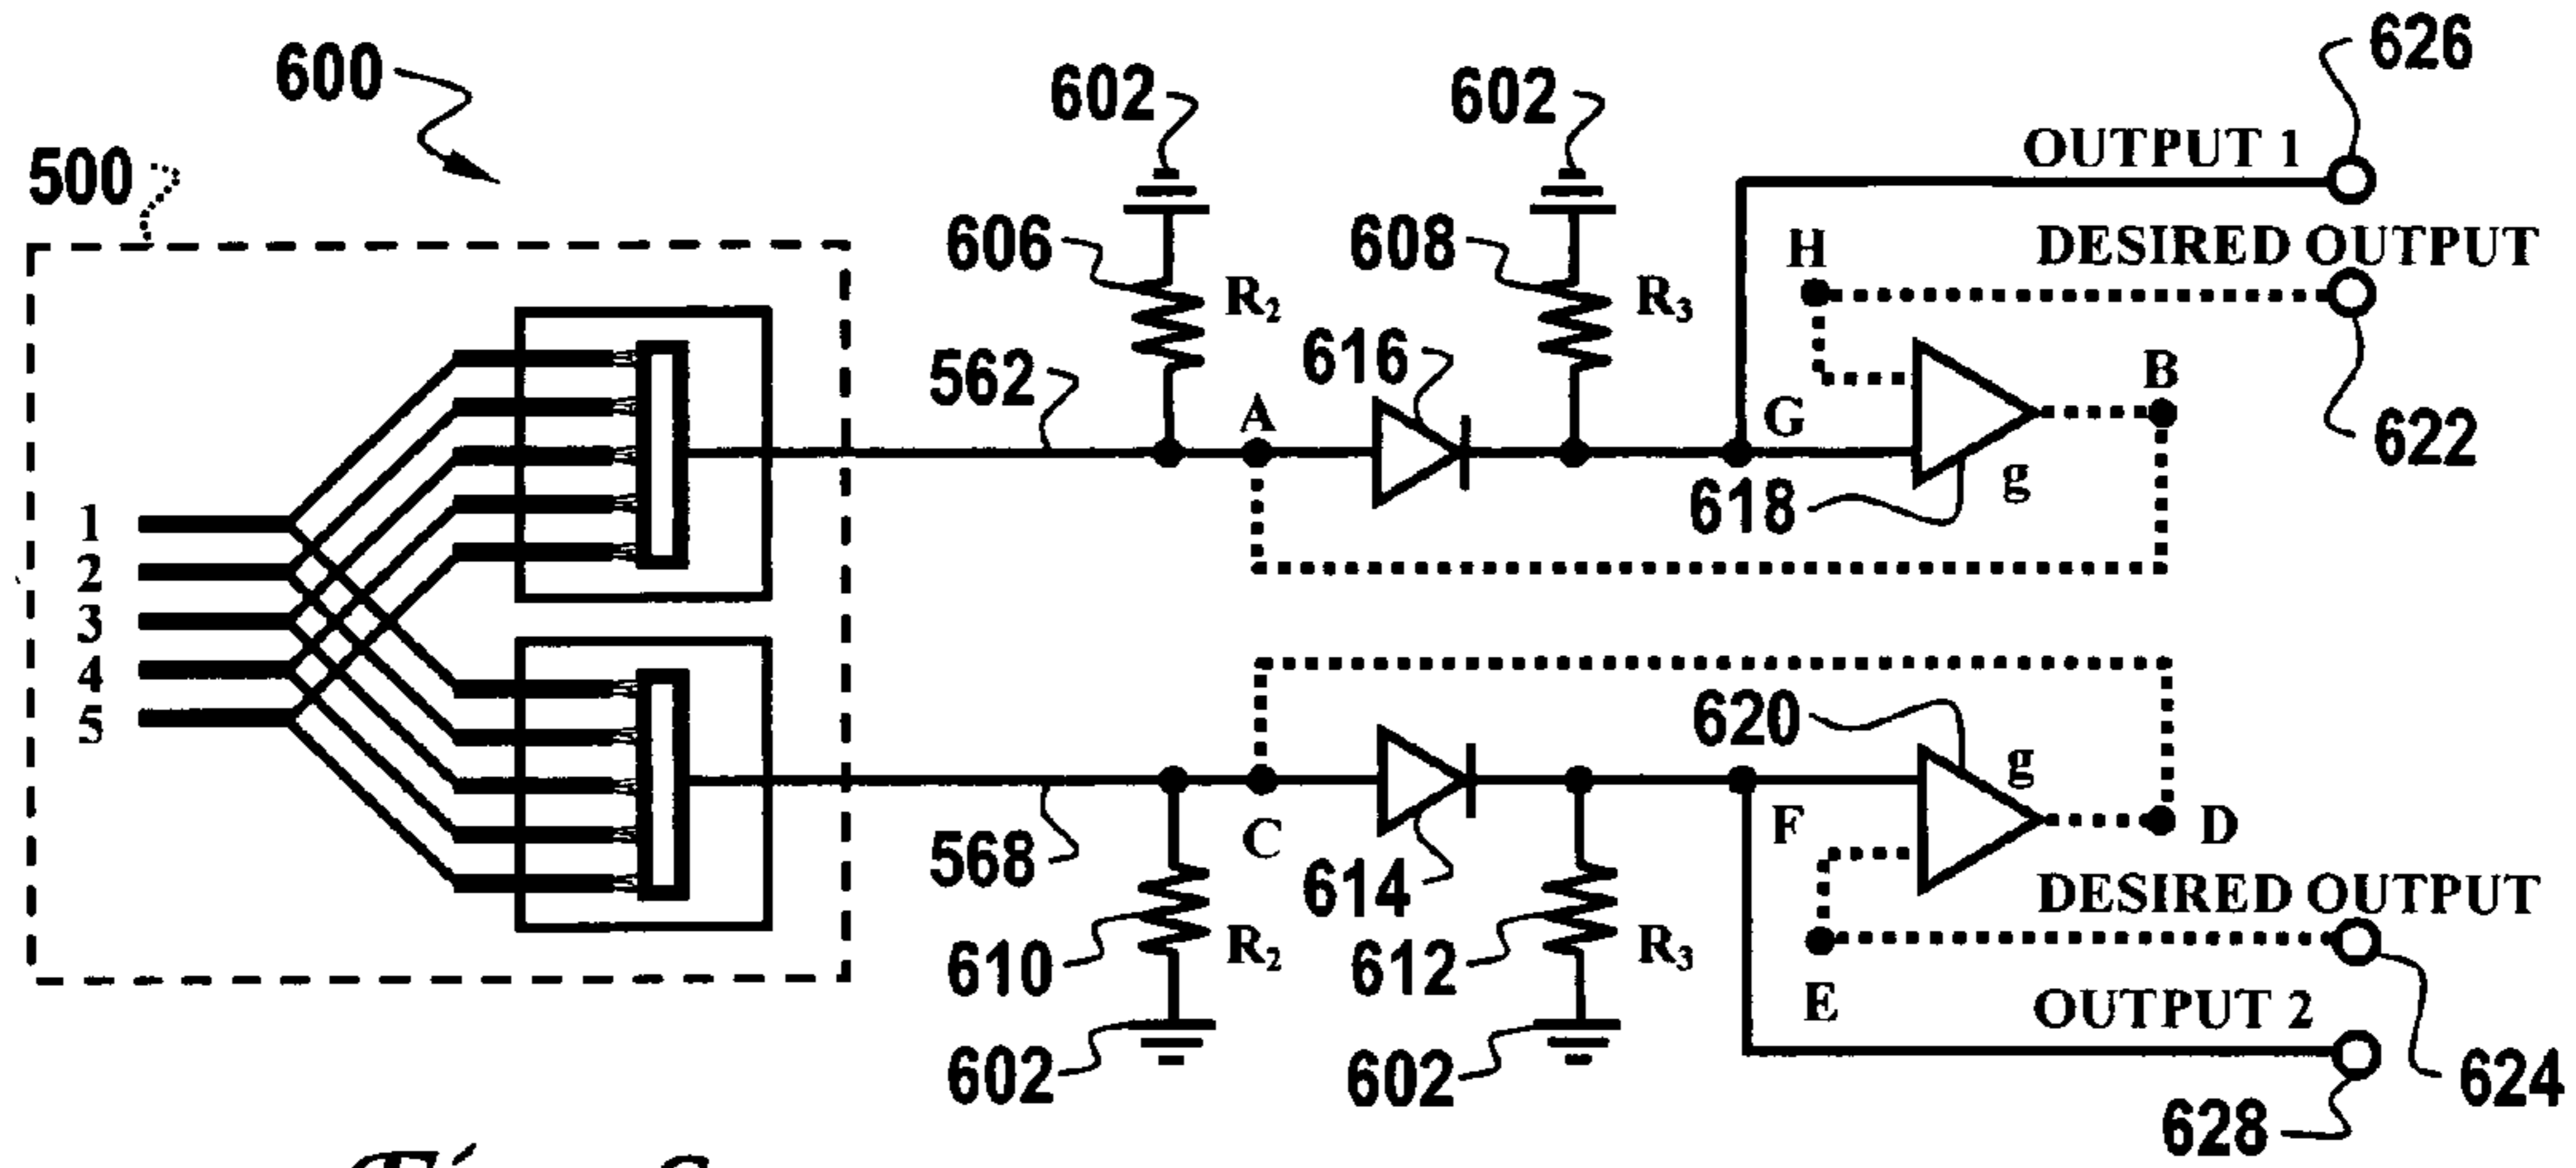 600
602
602
626
500
OUTPUT 1
606
608
H
DESIRED OUTPUT
R₂
R₃
562
616
A
G
B
622
618
g
1
2
3
4
5
620
g
568
C
614
F
D
DESIRED OUTPUT
610
R₂
612
R₃
E
OUTPUT 2
602
602
624
628